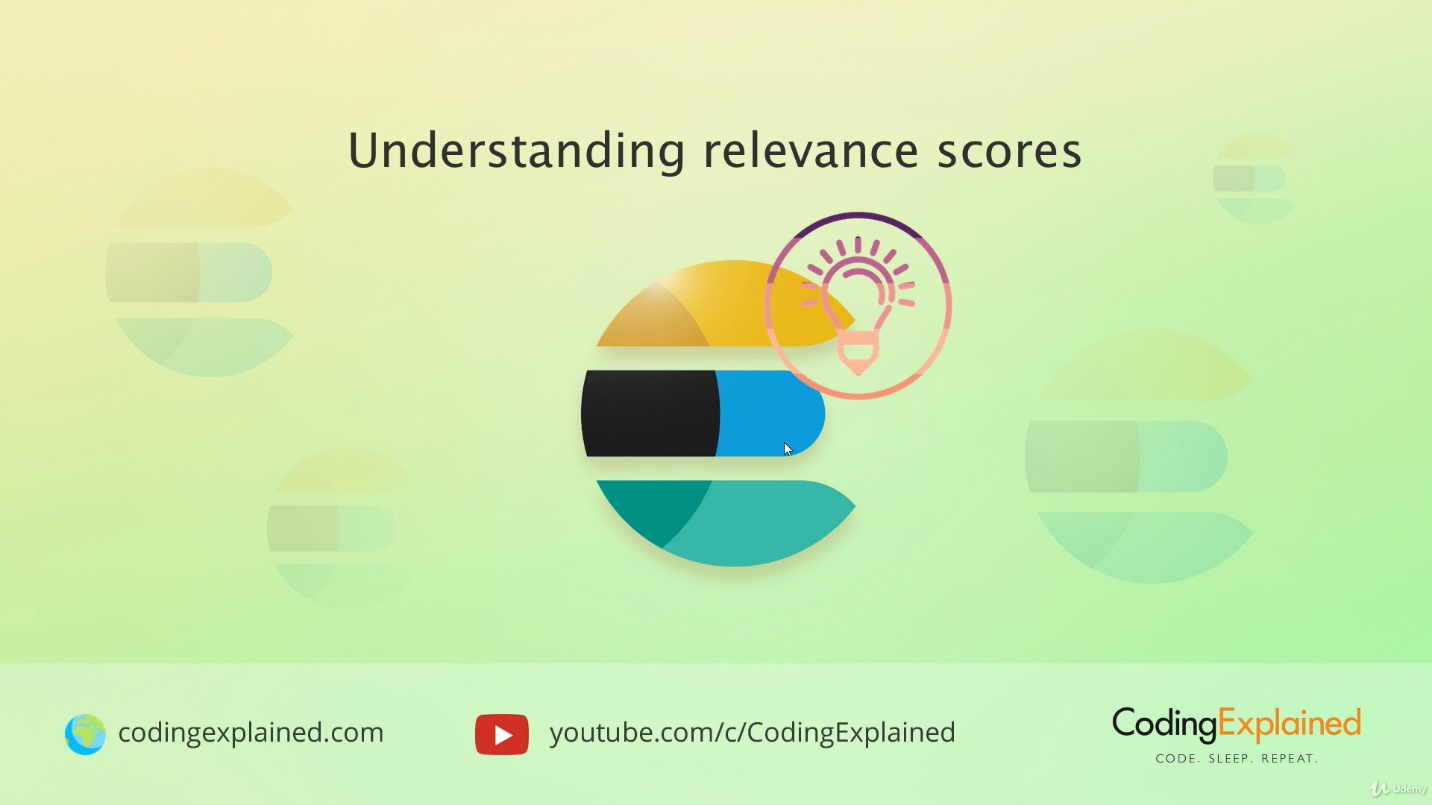 Understanding relevance scores
codingexplained.com
youtube.com/c/CodingExplained
CodingExplained
CODE. SLEEP. REPEAT.
Udemy